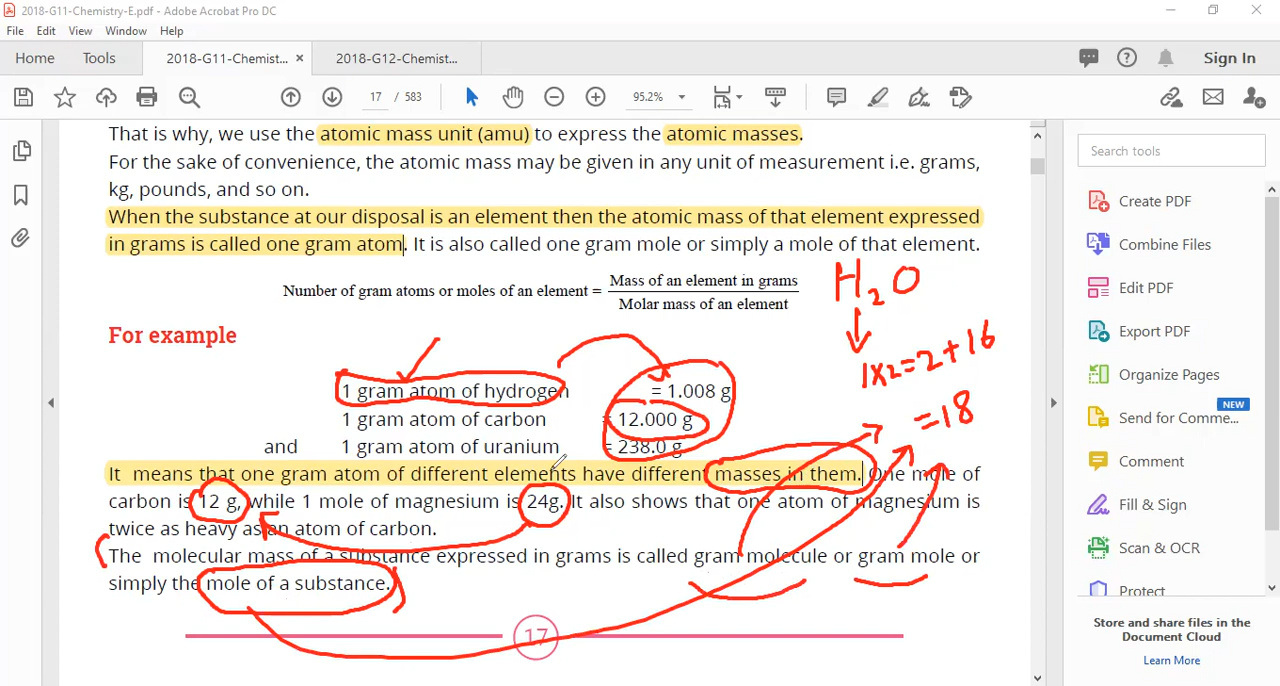 2018-G11-Chemistry-E.pdf - Adobe Acrobat Pro DC
File Edit View Window Help
Home Tools 2018-G11-Chemist... × 2018-G12-Chemist... Sign In
17 / 583 95.2%
That is why, we use the atomic mass unit (amu) to express the atomic masses.
For the sake of convenience, the atomic mass may be given in any unit of measurement i.e. grams,
kg, pounds, and so on.
When the substance at our disposal is an element then the atomic mass of that element expressed
in grams is called one gram atom. It is also called one gram mole or simply a mole of that element.
Number of gram atoms or moles of an element = Mass of an element in grams
Molar mass of an element
H₂O
For example
1×2=2+16
=18
1 gram atom of hydrogen = 1.008 g
1 gram atom of carbon = 12.000 g
and 1 gram atom of uranium = 238.0 g
It means that one gram atom of different elements have different masses in them. One mole of
carbon is 12 g, while 1 mole of magnesium is 24g. It also shows that one atom of magnesium is
twice as heavy as an atom of carbon.
The molecular mass of a substance expressed in grams is called gram molecule or gram mole or
simply the mole of a substance.
17
Search tools
Create PDF
Combine Files
Edit PDF
Export PDF
Organize Pages
NEW
Send for Comme...
Comment
Fill & Sign
Scan & OCR
Protect
Store and share files in the
Document Cloud
Learn More